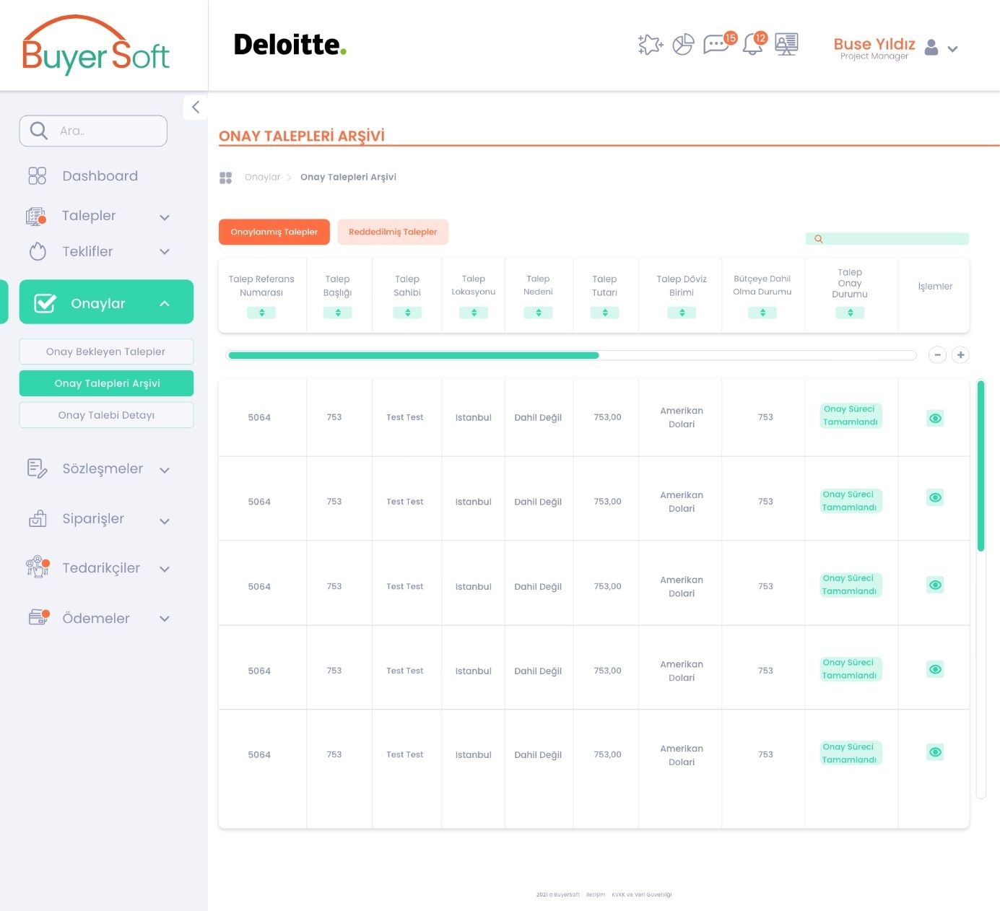 Buyer Soft
Deloitte.
15
12
Buse Yıldız
Project Manager
Ara..
Dashboard
Talepler
Teklifler
Onaylar
Onay Bekleyen Talepler
Onay Talepleri Arşivi
Onay Talebi Detayı
Sözleşmeler
Siparişler
Tedarikçiler
Ödemeler
ONAY TALEPLERİ ARŞİVİ
Onaylar > Onay Talepleri Arşivi
Onaylanmış Talepler
Reddedilmiş Talepler
Talep Referans
Numarası
Talep
Başlığı
Talep
Sahibi
Talep
Lokasyonu
Talep
Nedeni
Talep
Tutarı
Talep Döviz
Birimi
Bütçeye Dahil
Olma Durumu
Talep
Onay
Durumu
İşlemler
5064 753 Test Test Istanbul Dahil Değil 753,00 Amerikan Dolari 753 Onay Süreci Tamamlandı
5064 753 Test Test Istanbul Dahil Değil 753,00 Amerikan Dolari 753 Onay Süreci Tamamlandı
5064 753 Test Test Istanbul Dahil Değil 753,00 Amerikan Dolari 753 Onay Süreci Tamamlandı
5064 753 Test Test Istanbul Dahil Değil 753,00 Amerikan Dolari 753 Onay Süreci Tamamlandı
5064 753 Test Test Istanbul Dahil Değil 753,00 Amerikan Dolari 753 Onay Süreci Tamamlandı
2021 © BuyerSoft İletişim KVKK ve Veri Güvenliği